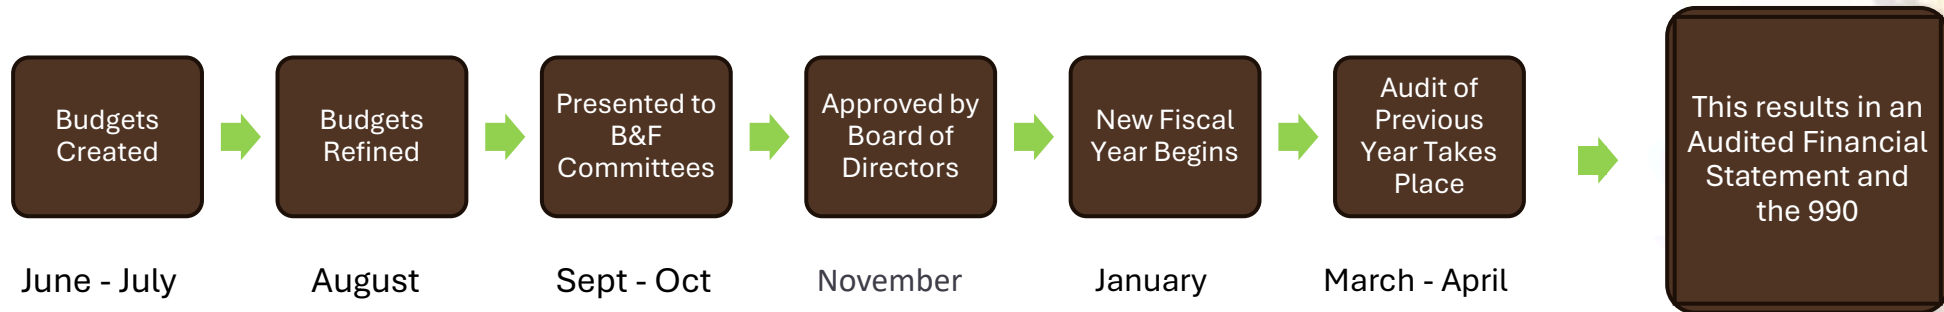 Budgets
Created
Budgets
Refined
Presented to
B&F
Committees
Approved by
Board of
Directors
New Fiscal
Year Begins
Audit of
Previous
Year Takes
Place
This results in an
Audited Financial
Statement and
the 990
June - July
August
Sept - Oct
November
January
March - April